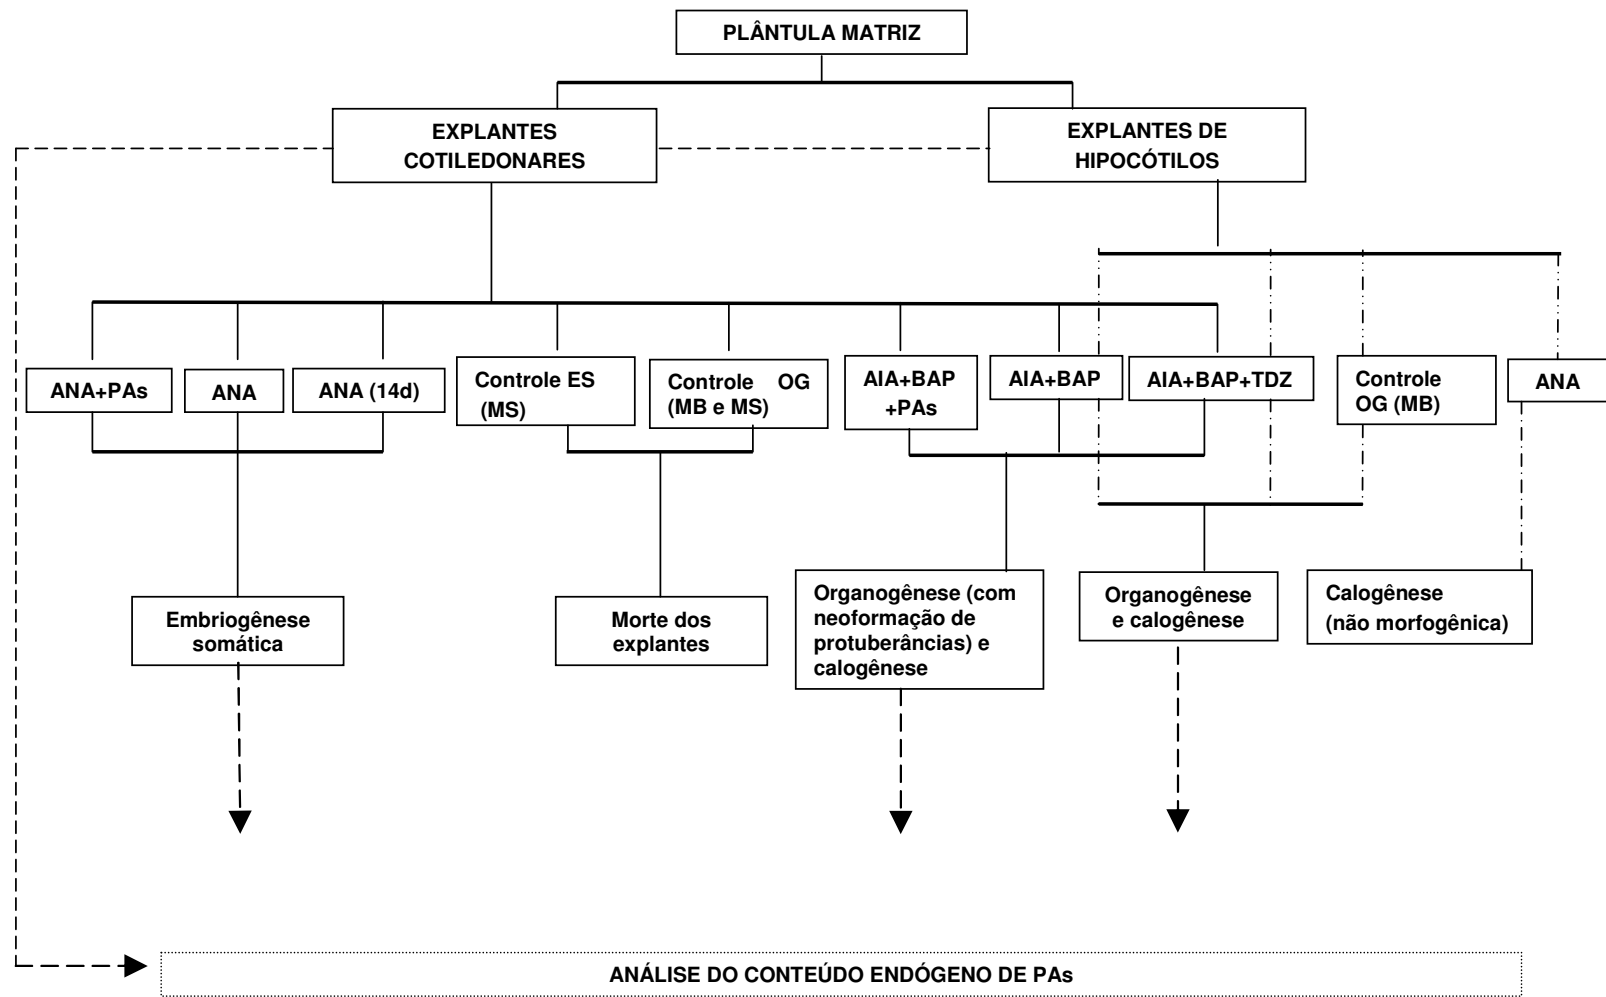 PLÂNTULA MATRIZ
EXPLANTES
COTILEDONARES
EXPLANTES DE
HIPOCÓTILOS
ANA+PAs
ANA
ANA (14d)
Controle ES
(MS)
Controle OG
(MB e MS)
AIA+BAP
+PAs
AIA+BAP
AIA+BAP+TDZ
Controle
OG (MB)
ANA
Embriogênese
somática
Morte dos
explantes
Organogênese (com
neoformação de
protuberâncias) e
calogênese
Organogênese
e calogênese
Calogênese
(não morfogênica)
ANÁLISE DO CONTEÚDO ENDÓGENO DE PAs